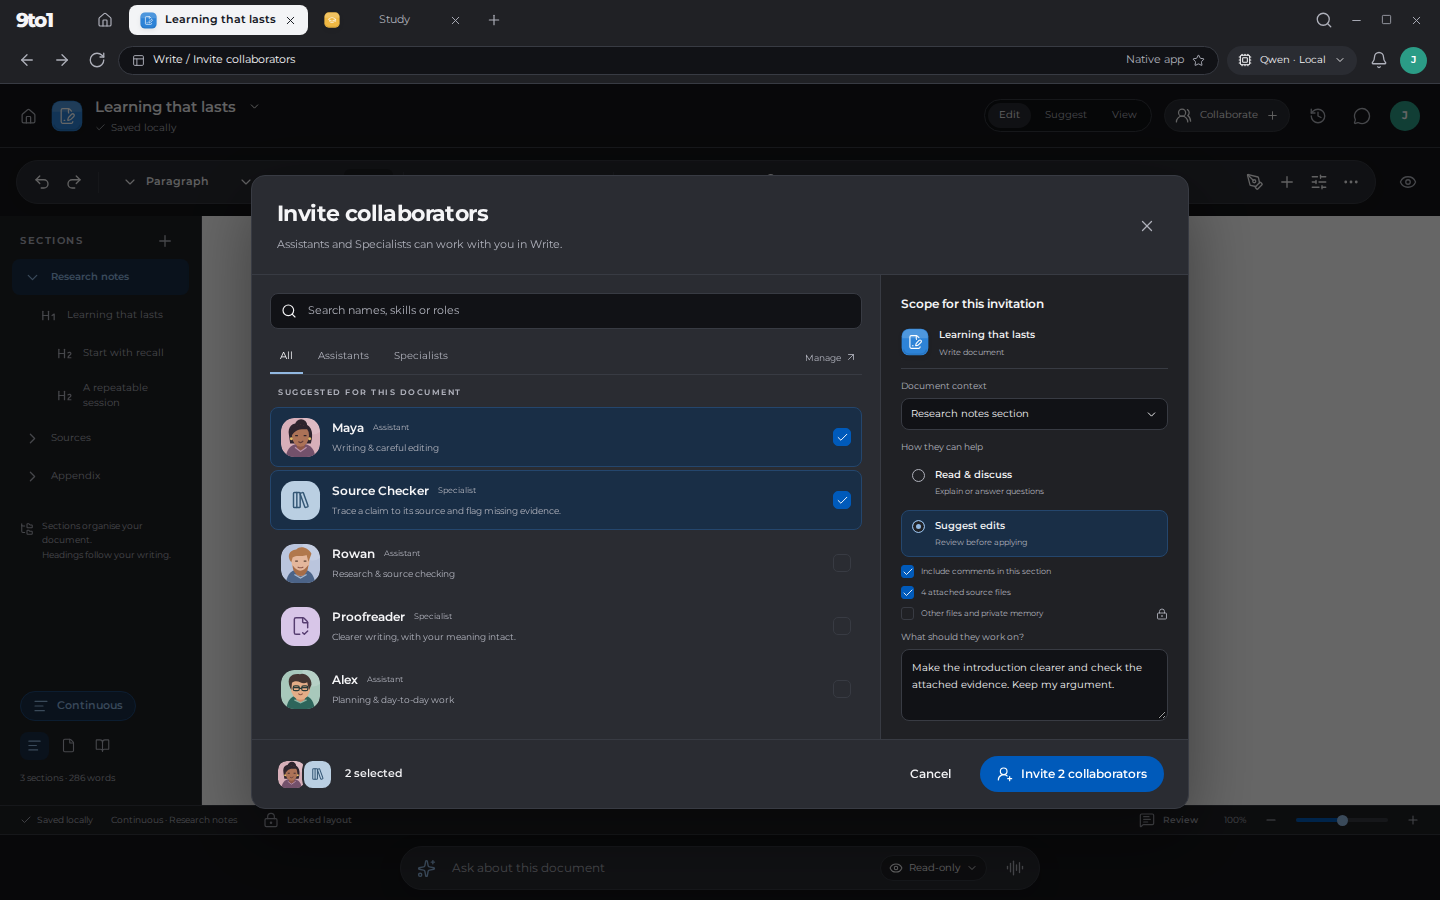 9to1
Learning that lasts
Study
Write / Invite collaborators
Native app
Qwen · Local
J
Learning that lasts
Saved locally
Edit
Suggest
View
Collaborate
J
Paragraph
SECTIONS
Research notes
H1 Learning that lasts
H2 Start with recall
H2 A repeatable
session
Sources
Appendix
Sections organise your
document.
Headings follow your writing.
Continuous
3 sections · 286 words
Invite collaborators
Assistants and Specialists can work with you in Write.
Search names, skills or roles
All
Assistants
Specialists
Manage
SUGGESTED FOR THIS DOCUMENT
Maya Assistant
Writing & careful editing
Source Checker Specialist
Trace a claim to its source and flag missing evidence.
Rowan Assistant
Research & source checking
Proofreader Specialist
Clearer writing, with your meaning intact.
Alex Assistant
Planning & day-to-day work
Scope for this invitation
Learning that lasts
Write document
Document context
Research notes section
How they can help
Read & discuss
Explain or answer questions
Suggest edits
Review before applying
Include comments in this section
4 attached source files
Other files and private memory
What should they work on?
Make the introduction clearer and check the
attached evidence. Keep my argument.
2 selected
Cancel
Invite 2 collaborators
Saved locally
Continuous · Research notes
Locked layout
Review
100%
Ask about this document
Read-only